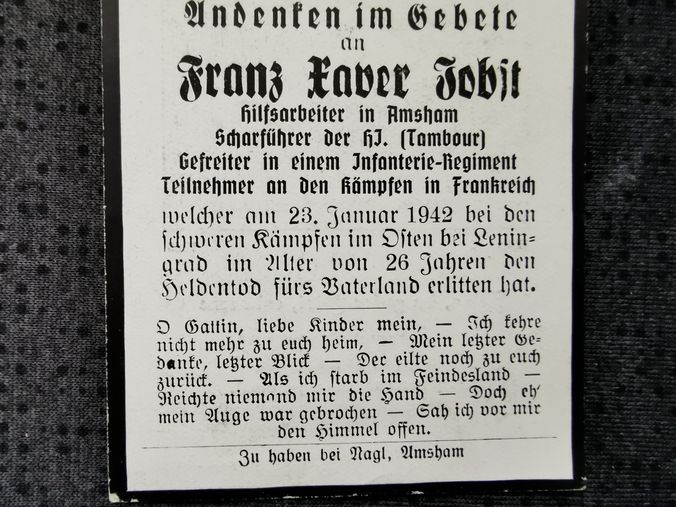 Andenken im Gebete
an
Franz Xaver Jobst
Hilfsarbeiter in Amsham
Scharführer der HJ. (Tambour)
Gefreiter in einem Infanterie-Regiment
Teilnehmer an den Kämpfen in Frankreich
welcher am 23. Januar 1942 bei den
schweren Kämpfen im Osten bei Lenin-
grad im Alter von 26 Jahren den
Heldentod fürs Vaterland erlitten hat.
O Gattin, liebe Kinder mein, — Ich kehre
nicht mehr zu euch heim, — Mein letzter Ge-
danke, letzter Blick — Der eilte noch zu euch
zurück. — Als ich starb im Feindesland —
Reichte niemand mir die Hand — Doch eh'
mein Auge war gebrochen — Sah ich vor mir
den Himmel offen.
Zu haben bei Nagl, Amsham